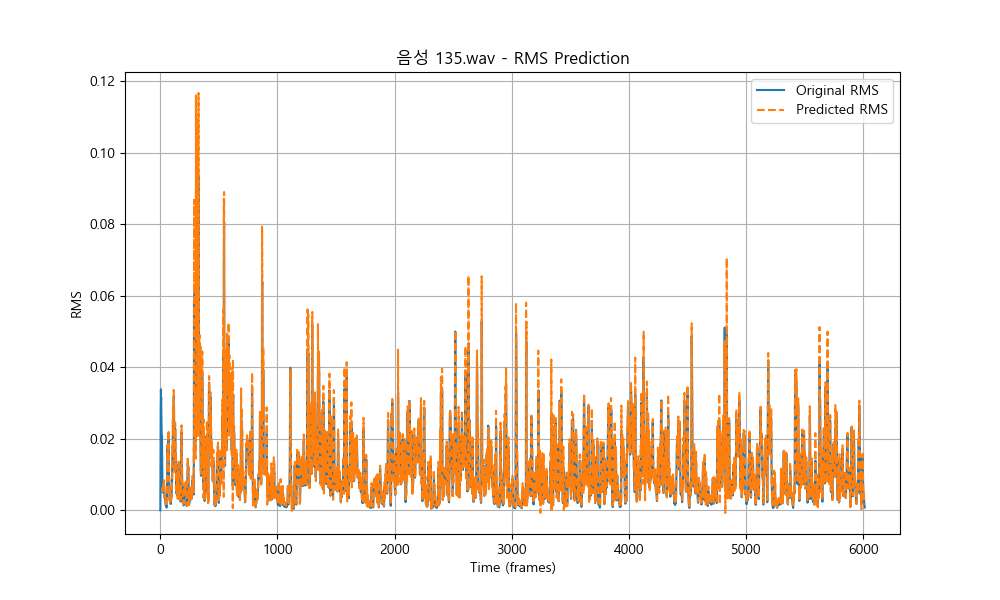 음성 135.wav - RMS Prediction
Original RMS
Predicted RMS
RMS
0.12
0.10
0.08
0.06
0.04
0.02
0.00
0 1000 2000 3000 4000 5000 6000
Time (frames)